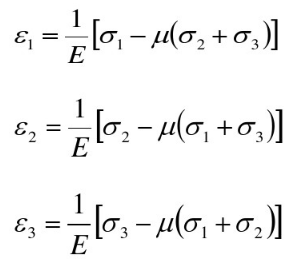 ε₁ = 1/E [σ₁ − μ(σ₂ + σ₃)]
ε₂ = 1/E [σ₂ − μ(σ₁ + σ₃)]
ε₃ = 1/E [σ₃ − μ(σ₁ + σ₂)]